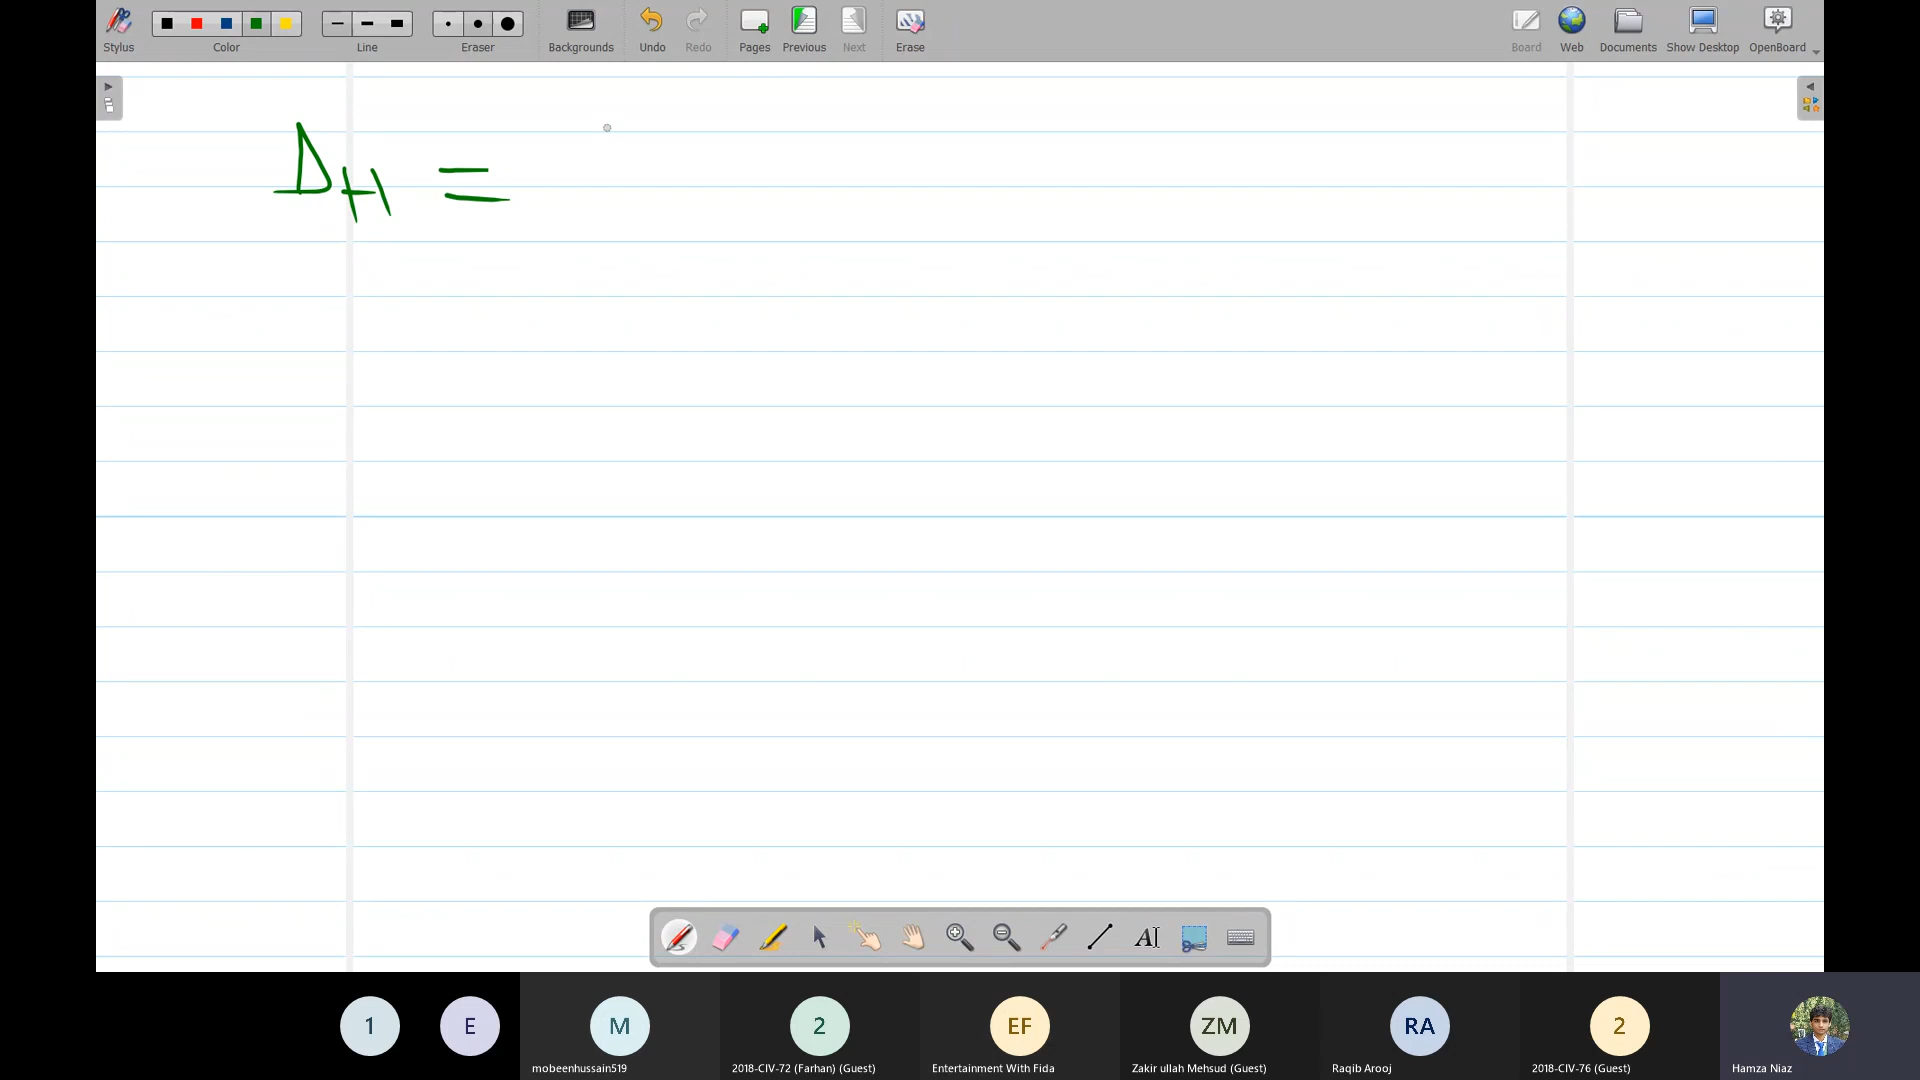 Stylus Color Line Eraser Backgrounds Undo Redo Pages Previous Next Erase Board Web Documents Show Desktop OpenBoard
Δ_H =
1 E M 2 EF ZM RA 2
mobeenhussain519 2018-CIV-72 (Farhan) (Guest) Entertainment With Fida Zakir ullah Mehsud (Guest) Raqib Arooj 2018-CIV-76 (Guest) Hamza Niaz